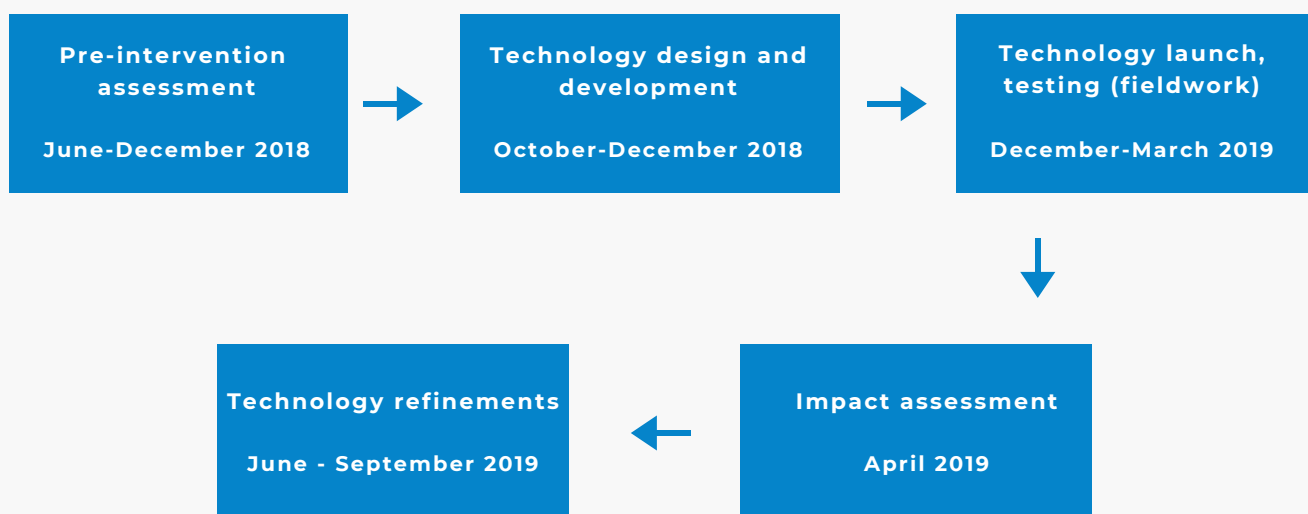 Pre-intervention
assessment
June-December 2018
Technology design and
development
October-December 2018
Technology launch,
testing (fieldwork)
December-March 2019
Impact assessment
April 2019
Technology refinements
June - September 2019